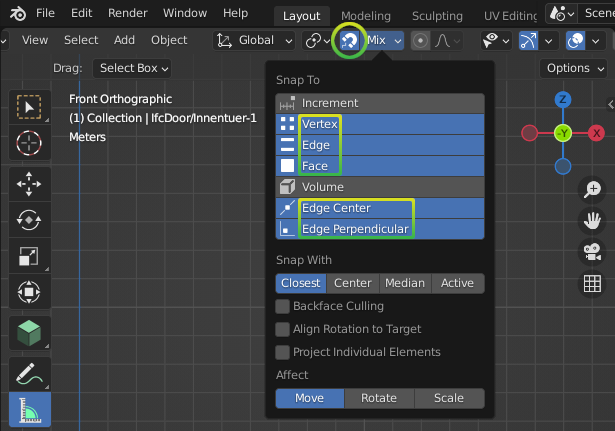 File Edit Render Window Help Layout Modeling Sculpting UV Editing Scene
View Select Add Object Global Mix
Drag: Select Box Options
Snap To
Front Orthographic
(1) Collection | IfcDoor/Innentuer-1
Meters
Increment
Vertex
Edge
Face
Volume
Edge Center
Edge Perpendicular
Snap With
Closest Center Median Active
Backface Culling
Align Rotation to Target
Project Individual Elements
Affect
Move Rotate Scale
Z
-Y X